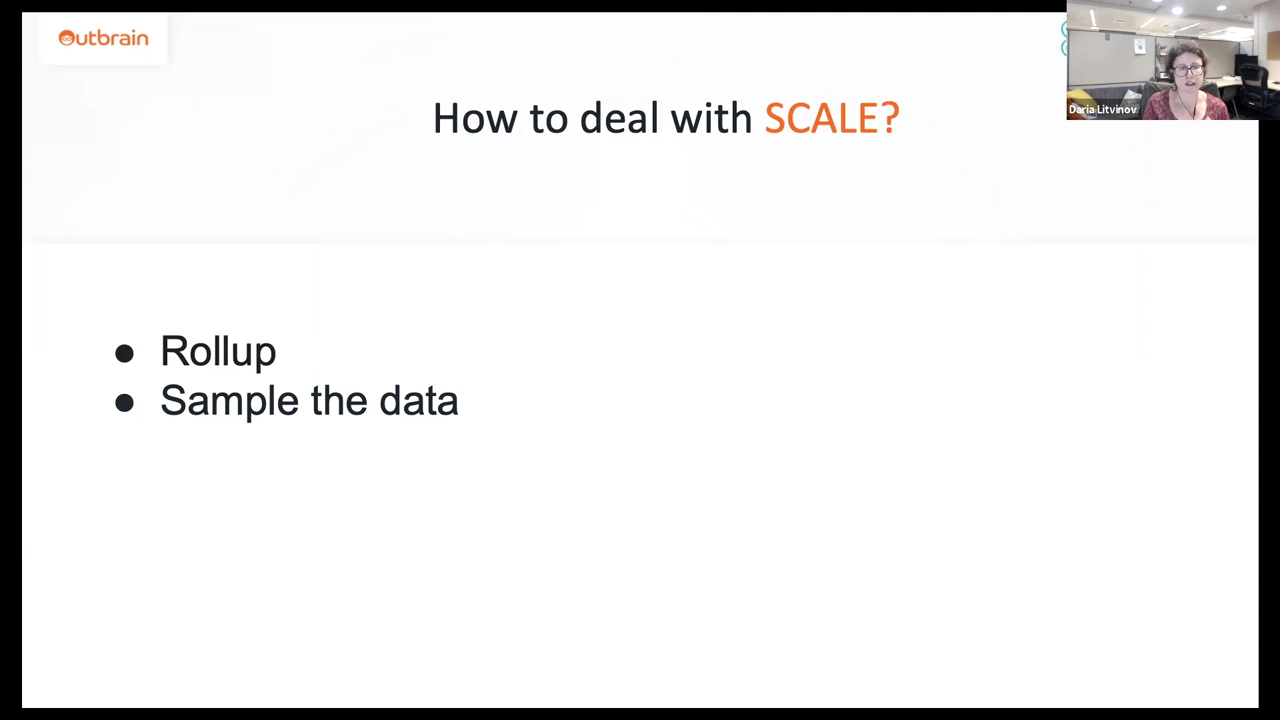 Outbrain
How to deal with SCALE?
Daria Litvinov
● Rollup
● Sample the data